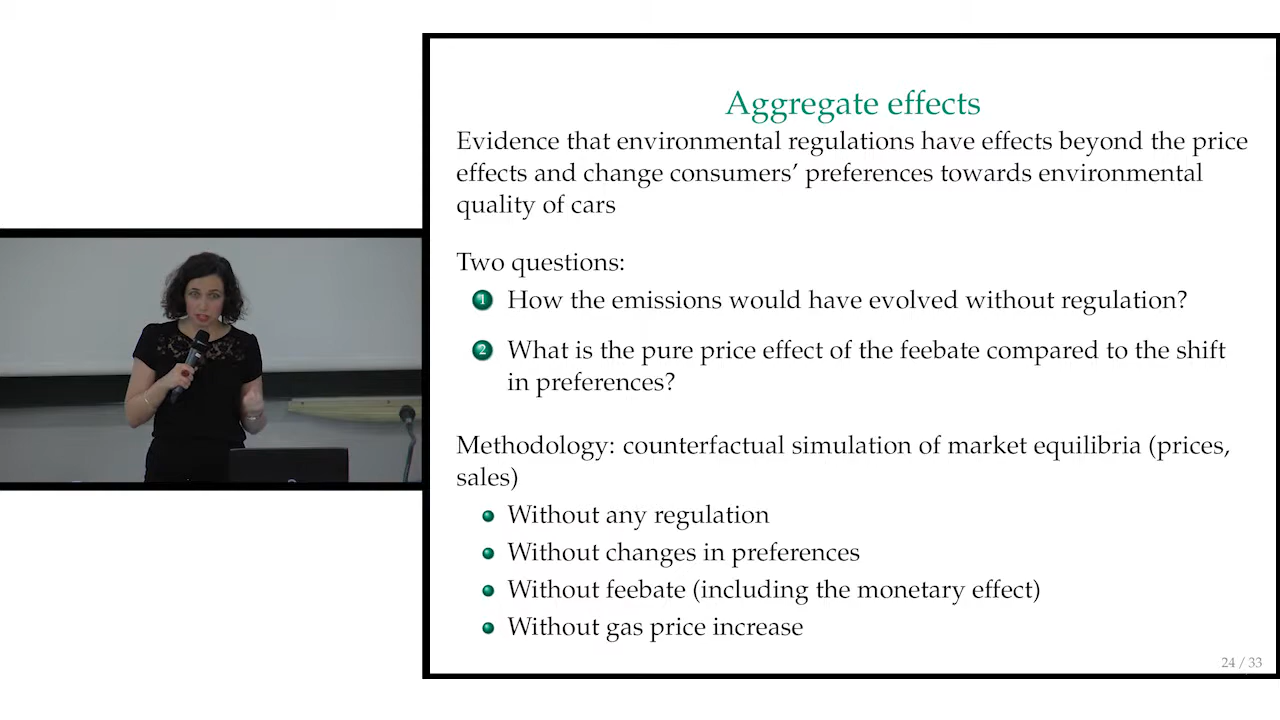 Aggregate effects
Evidence that environmental regulations have effects beyond the price
effects and change consumers’ preferences towards environmental
quality of cars
Two questions:
1 How the emissions would have evolved without regulation?
2 What is the pure price effect of the feebate compared to the shift
in preferences?
Methodology: counterfactual simulation of market equilibria (prices,
sales)
Without any regulation
Without changes in preferences
Without feebate (including the monetary effect)
Without gas price increase
24 / 33